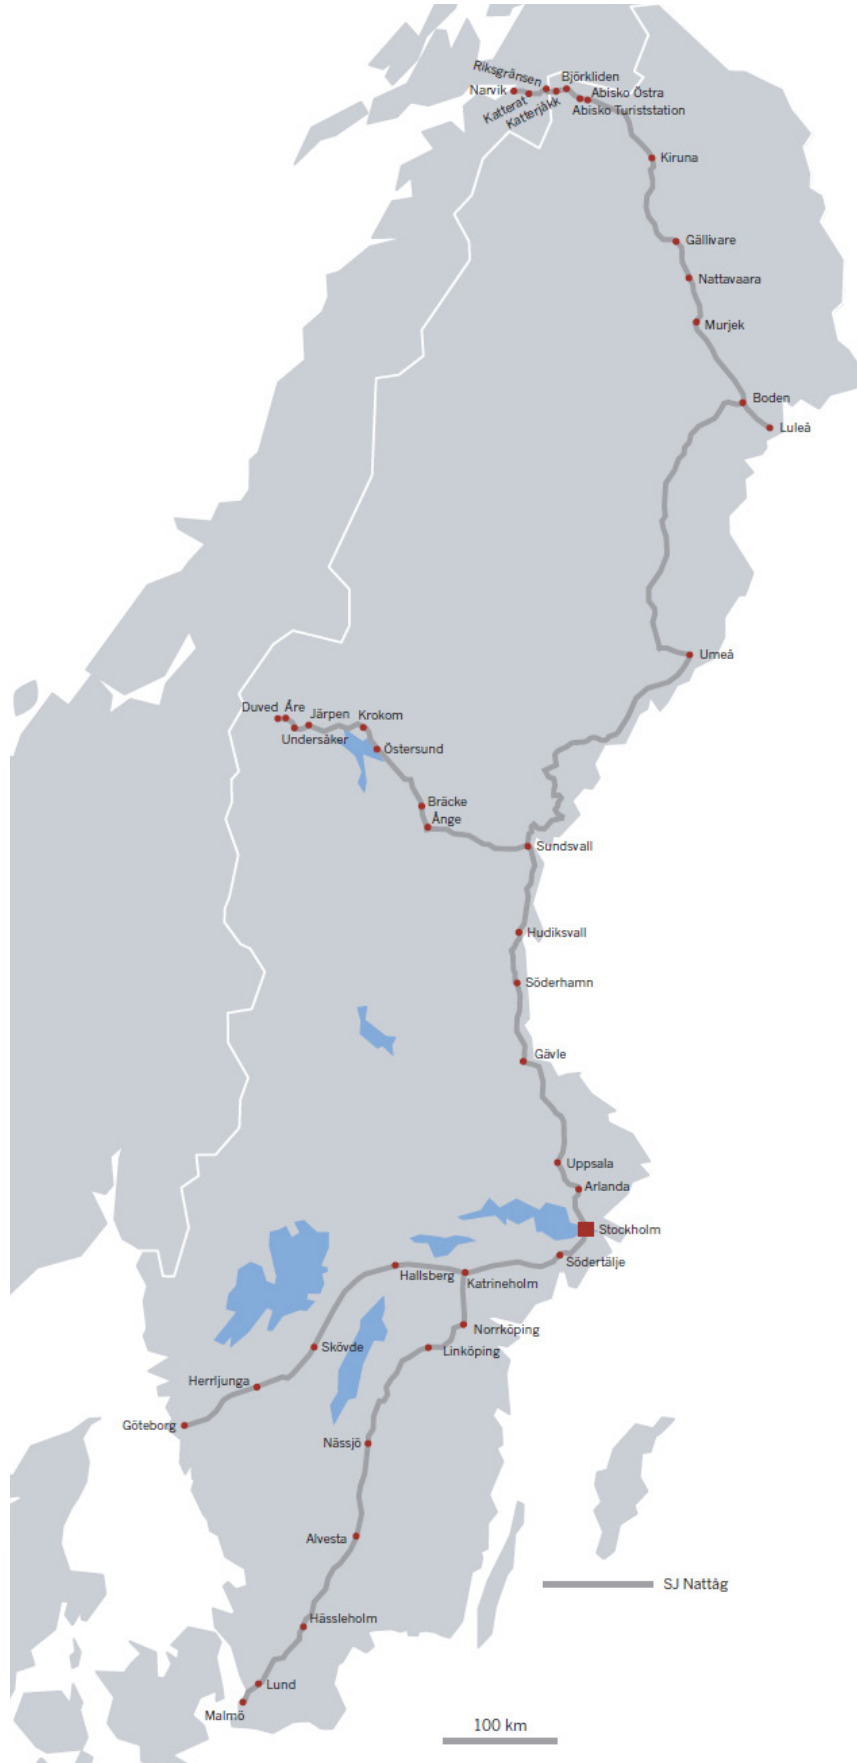 Riksgränsen
Björkliden
Narvik
Katterat
Katterjåkk
Abisko Östra
Abisko Turiststation
Kiruna
Gällivare
Nattavaara
Murjek
Boden
Luleå
Umeå
Duved
Åre
Järpen
Krokom
Undersåker
Östersund
Bräcke
Ånge
Sundsvall
Hudiksvall
Söderhamn
Gävle
Uppsala
Arlanda
Stockholm
Södertälje
Hallsberg
Katrineholm
Norrköping
Skövde
Linköping
Herrljunga
Göteborg
Nässjö
Alvesta
SJ Nattåg
Hässleholm
Lund
Malmö
100 km